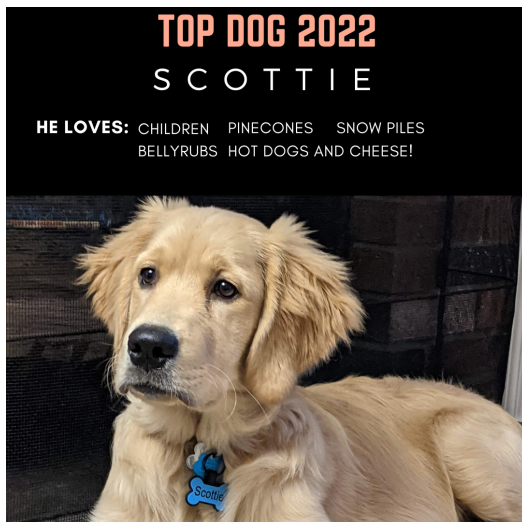 TOP DOG 2022
SCOTTIE
HE LOVES: CHILDREN PINECONES SNOW PILES
BELLYRUBS HOT DOGS AND CHEESE!
Scottie